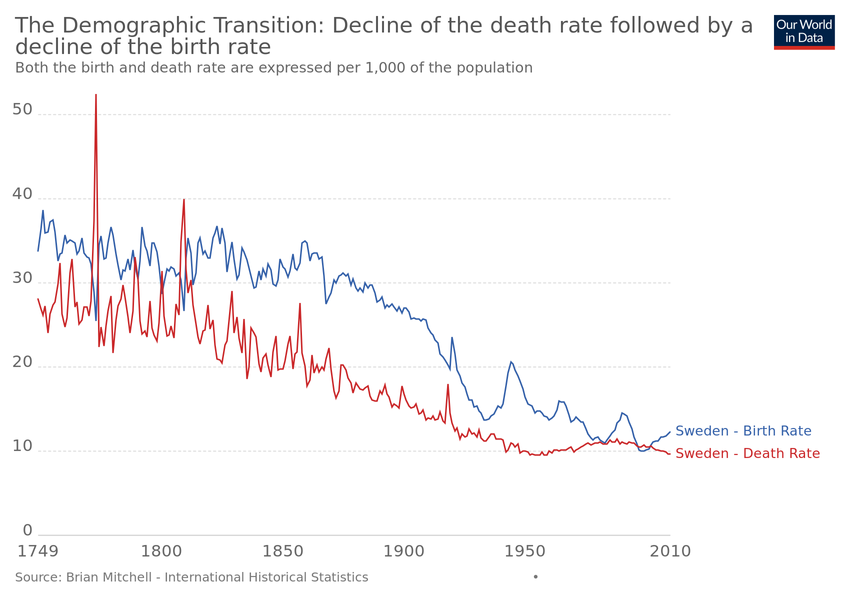 The Demographic Transition: Decline of the death rate followed by a
decline of the birth rate
Our World
in Data
Both the birth and death rate are expressed per 1,000 of the population
50
40
30
20
10
0
Sweden - Birth Rate
Sweden - Death Rate
1749 1800 1850 1900 1950 2010
Source: Brian Mitchell - International Historical Statistics